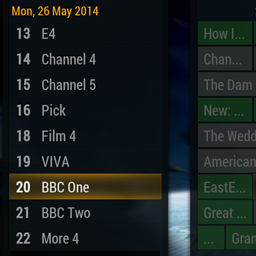 Mon, 26 May 2014
13 E4 How I...
14 Channel 4 Chan...
15 Channel 5 The Dam
16 Pick New: ...
18 Film 4 The Wedd
19 VIVA American
20 BBC One EastE...
21 BBC Two Great ...
22 More 4 ... Gran